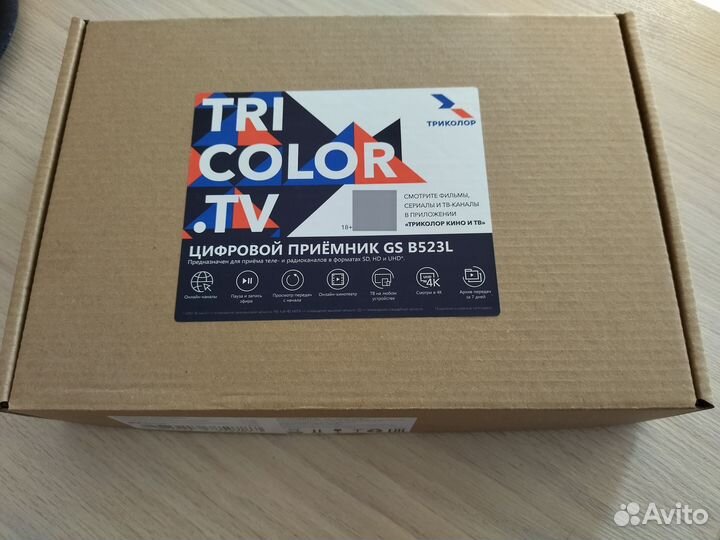 TRI
COLOR
.TV
ТРИКОЛОР
18+
СМОТРИТЕ ФИЛЬМЫ,
СЕРИАЛЫ И ТВ-КАНАЛЫ
В ПРИЛОЖЕНИИ
«ТРИКОЛОР КИНО И ТВ»
ЦИФРОВОЙ ПРИЁМНИК GS B523L
Предназначен для приёма теле- и радиоканалов в форматах SD, HD и UHD*.
Онлайн-каналы
Пауза и запись
эфира
Просмотр передач
с начала
Онлайн-кинотеатр
ТВ на любом
устройстве
4K
Смотри в 4K
Архив передач
за 7 дней
Avito